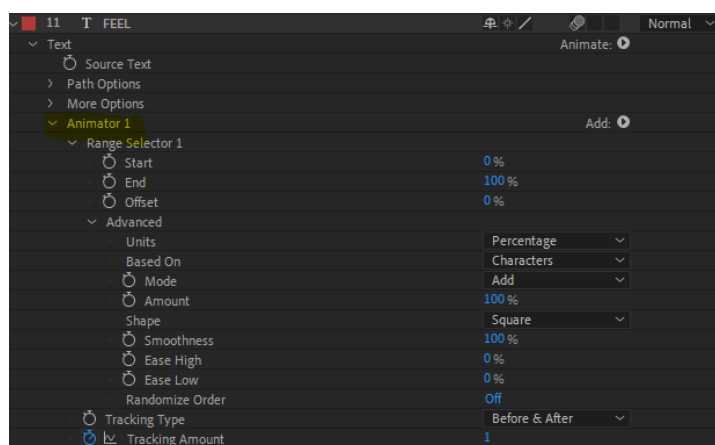 11 T FEEL Normal
Text Animate:
Source Text
Path Options
More Options
Animator 1 Add:
Range Selector 1
Start 0 %
End 100 %
Offset 0 %
Advanced
Units Percentage
Based On Characters
Mode Add
Amount 100 %
Shape Square
Smoothness 100 %
Ease High 0 %
Ease Low 0 %
Randomize Order Off
Tracking Type Before & After
Tracking Amount 1